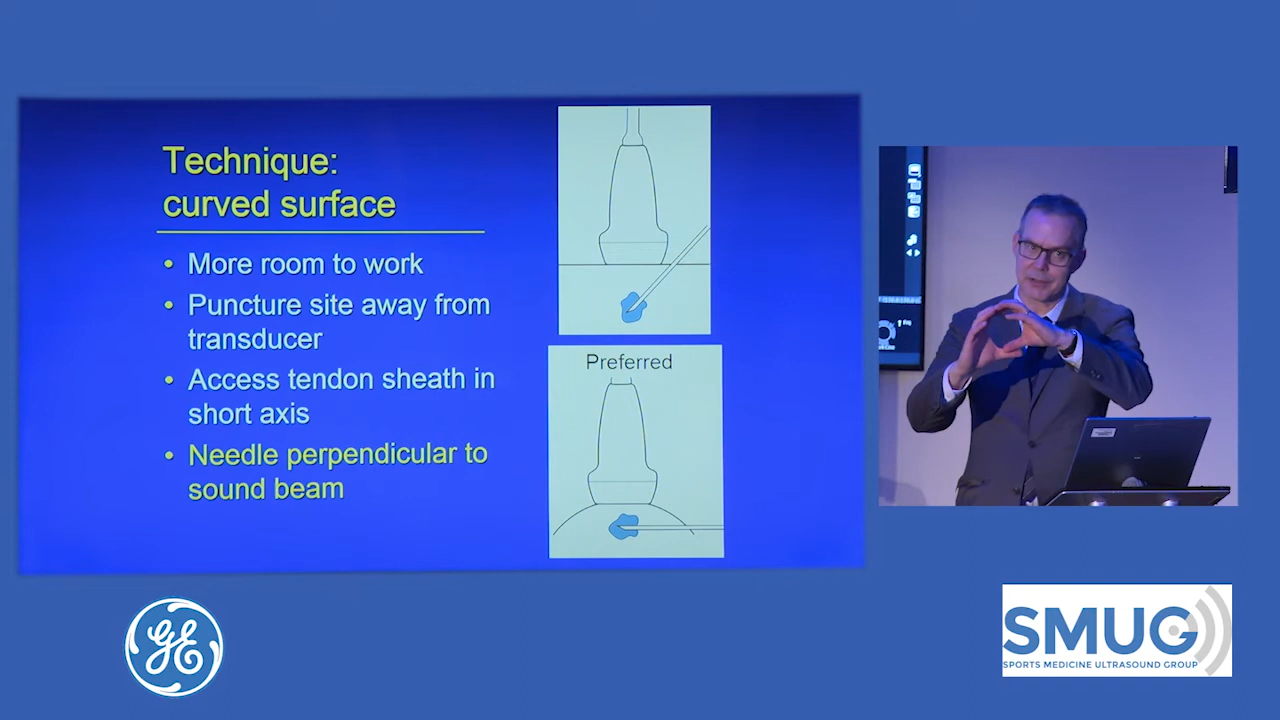 Technique:
curved surface
• More room to work
• Puncture site away from
transducer
• Access tendon sheath in
short axis
• Needle perpendicular to
sound beam
Preferred
GE
SMUG
SPORTS MEDICINE ULTRASOUND GROUP